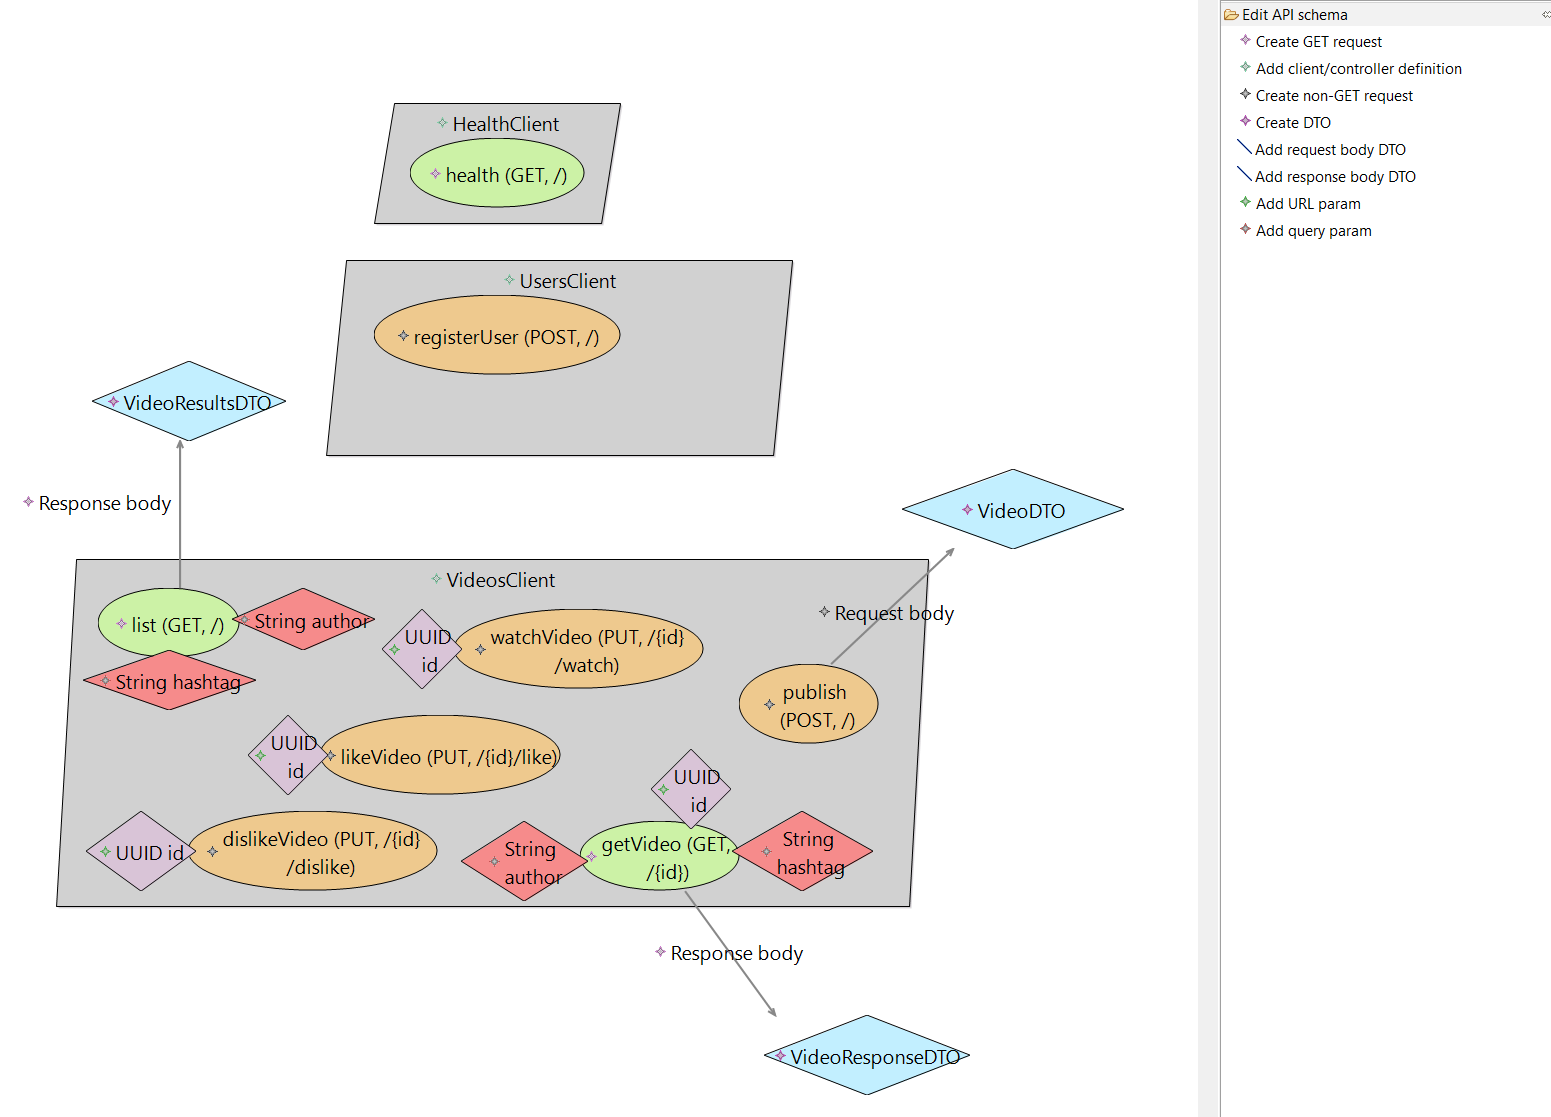 HealthClient
health (GET, /)
UsersClient
registerUser (POST, /)
VideoResultsDTO
Response body
VideoDTO
VideosClient
list (GET, /)
String author
String hashtag
UUID
id
watchVideo (PUT, /{id}
/watch)
Request body
publish
(POST, /)
UUID
id
likeVideo (PUT, /{id}/like)
UUID
id
UUID id
dislikeVideo (PUT, /{id}
/dislike)
String
author
getVideo (GET,
/{id})
String
hashtag
Response body
VideoResponseDTO
Edit API schema
Create GET request
Add client/controller definition
Create non-GET request
Create DTO
Add request body DTO
Add response body DTO
Add URL param
Add query param